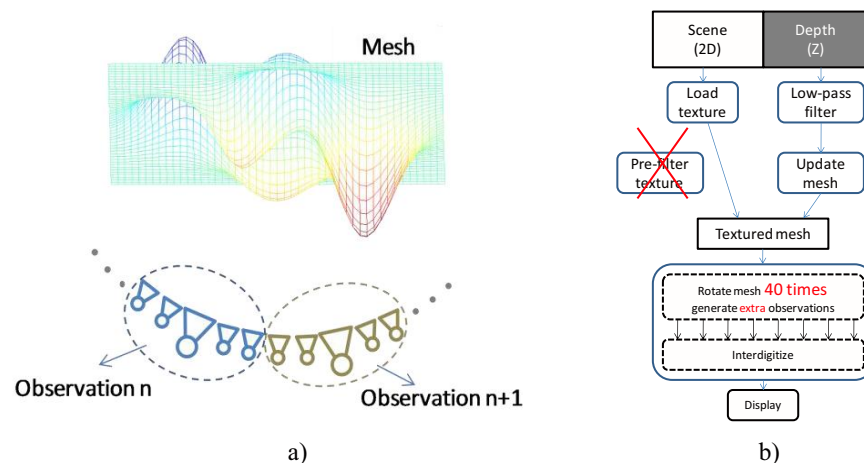 Mesh
Observation n
Observation n+1
a)
Scene
(2D)
Depth
(Z)
Load
texture
Low-pass
filter
Pre-filter
texture
Update
mesh
Textured mesh
Rotate mesh 40 times
generate extra observations
Interdigitize
Display
b)